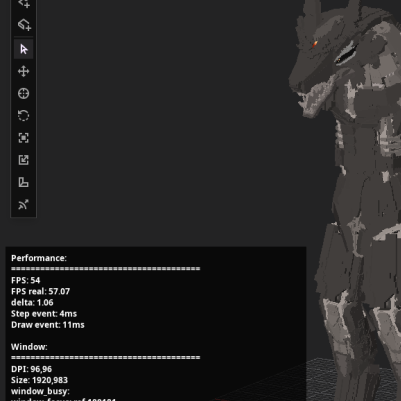 Performance:
========================================
FPS: 54
FPS real: 57.07
delta: 1.06
Step event: 4ms
Draw event: 11ms
Window:
========================================
DPI: 96,96
Size: 1920,983
window_busy: